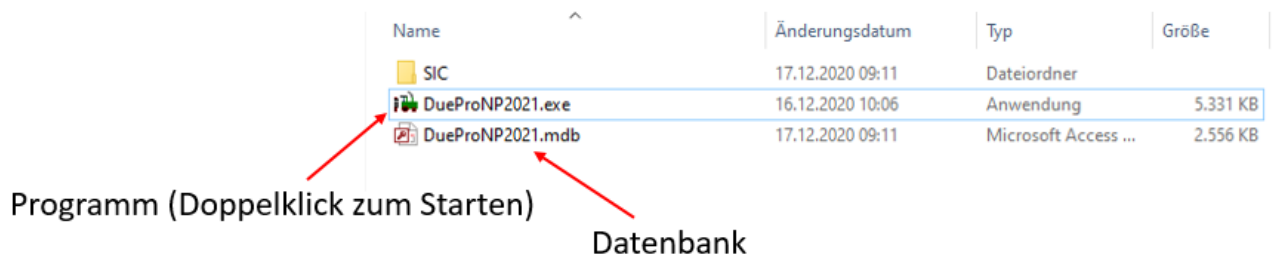 Name Änderungsdatum Typ Größe
SIC 17.12.2020 09:11 Dateiordner
DueProNP2021.exe 16.12.2020 10:06 Anwendung 5.331 KB
DueProNP2021.mdb 17.12.2020 09:11 Microsoft Access ... 2.556 KB
Programm (Doppelklick zum Starten)
Datenbank